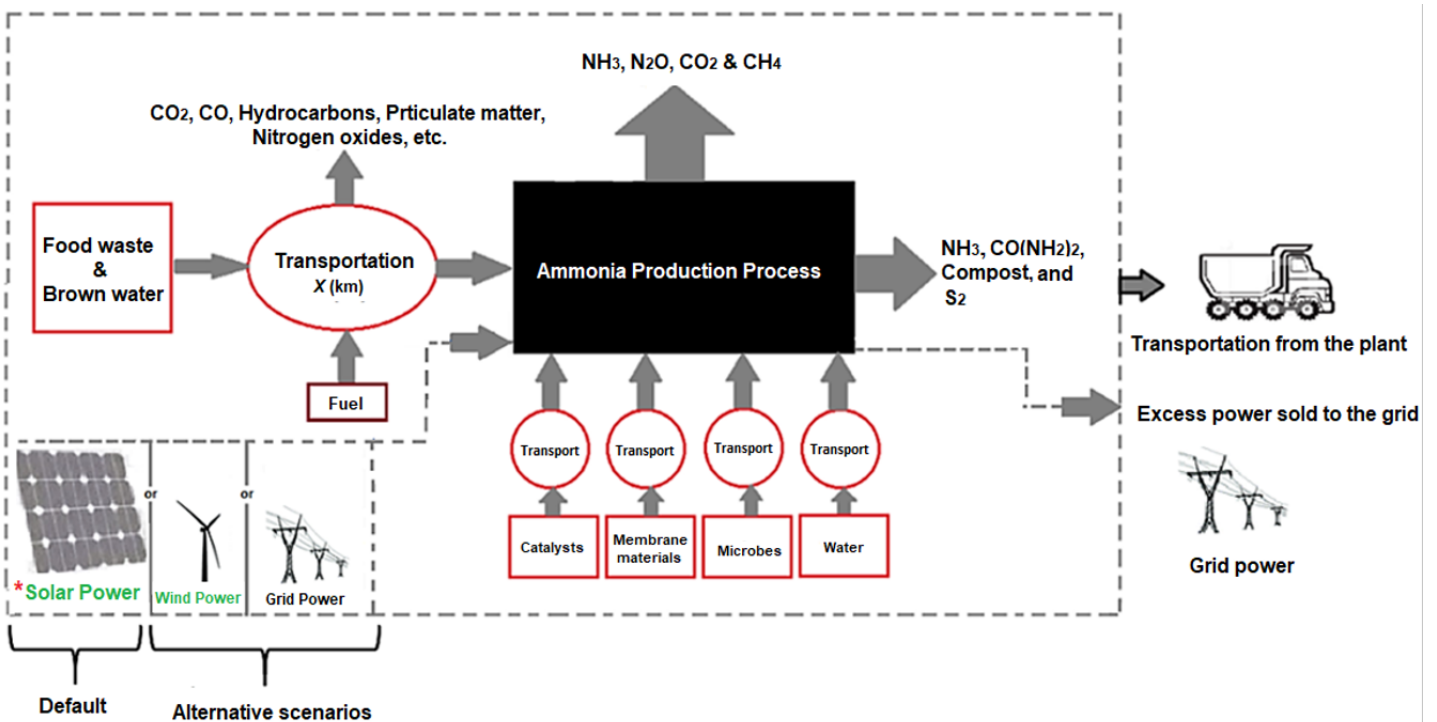 NH3, N2O, CO2 & CH4
CO2, CO, Hydrocarbons, Prticulate matter,
Nitrogen oxides, etc.
Food waste
&
Brown water
Transportation
X (km)
Fuel
Ammonia Production Process
NH3, CO(NH2)2,
Compost, and
S2
Transportation from the plant
Excess power sold to the grid
Grid power
Transport
Transport
Transport
Transport
Catalysts
Membrane
materials
Microbes
Water
or
or
*Solar Power
Wind Power
Grid Power
Default
Alternative scenarios